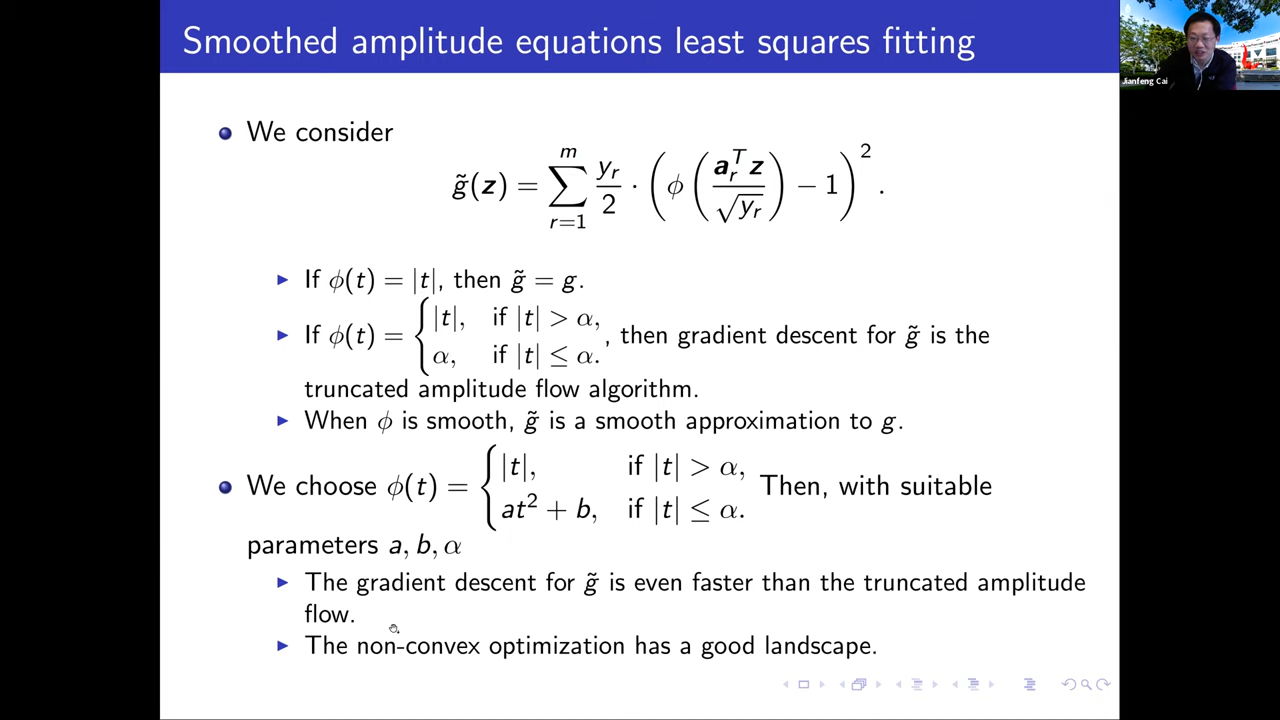 Smoothed amplitude equations least squares fitting
Jianfeng Cai
We consider
g̃(z) = ∑_{r=1}^{m} y_r/2 · (ϕ(a_r^T z / √y_r) − 1)^2.
If ϕ(t) = |t|, then g̃ = g.
If ϕ(t) = { |t|, if |t| > α, α, if |t| ≤ α. , then gradient descent for g̃ is the
truncated amplitude flow algorithm.
When ϕ is smooth, g̃ is a smooth approximation to g.
We choose ϕ(t) = { |t|, if |t| > α, at² + b, if |t| ≤ α. Then, with suitable
parameters a, b, α
The gradient descent for g̃ is even faster than the truncated amplitude
flow.
The non-convex optimization has a good landscape.